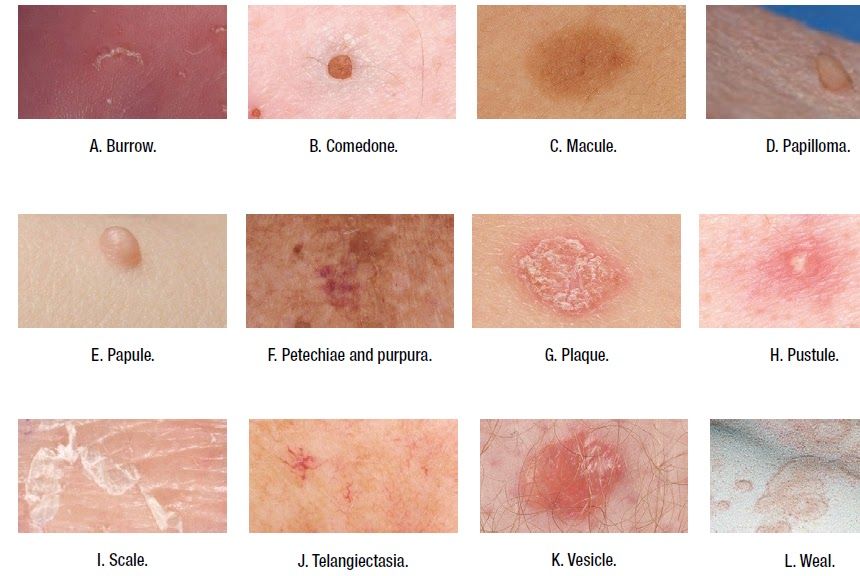 A. Burrow.
B. Comedone.
C. Macule.
D. Papilloma.
E. Papule.
F. Petechiae and purpura.
G. Plaque.
H. Pustule.
I. Scale.
J. Telangiectasia.
K. Vesicle.
L. Weal.